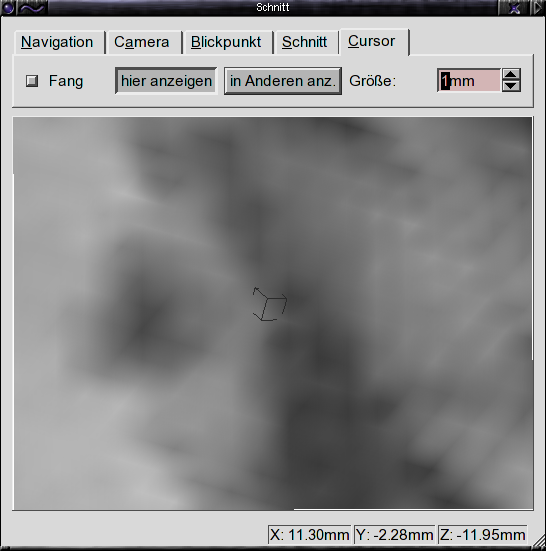 Schnitt
Navigation Camera Blickpunkt Schnitt Cursor
Fang hier anzeigen in Anderen anz. Größe: 1mm
X: 11.30mm Y: -2.28mm Z: -11.95mm